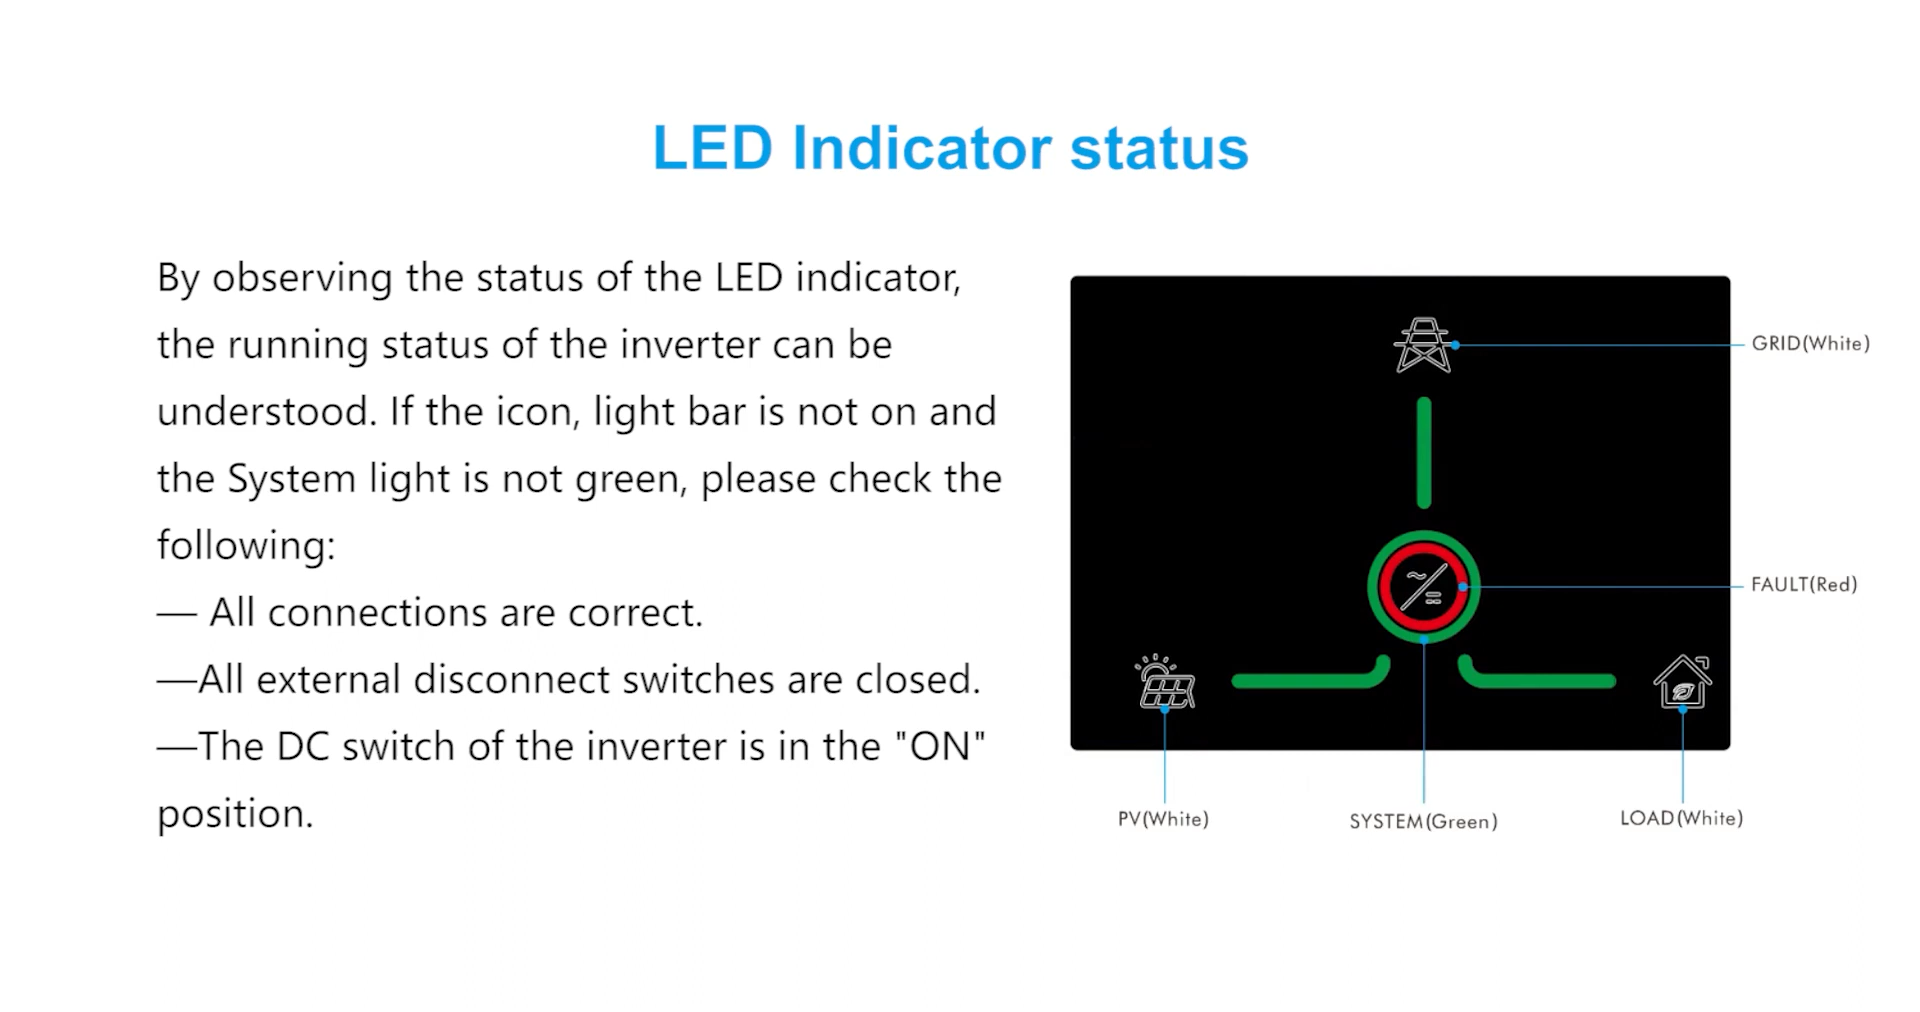 LED Indicator status
By observing the status of the LED indicator,
the running status of the inverter can be
understood. If the icon, light bar is not on and
the System light is not green, please check the
following:
— All connections are correct.
—All external disconnect switches are closed.
—The DC switch of the inverter is in the "ON"
position.
GRID(White)
FAULT(Red)
PV(White)
SYSTEM(Green)
LOAD(White)